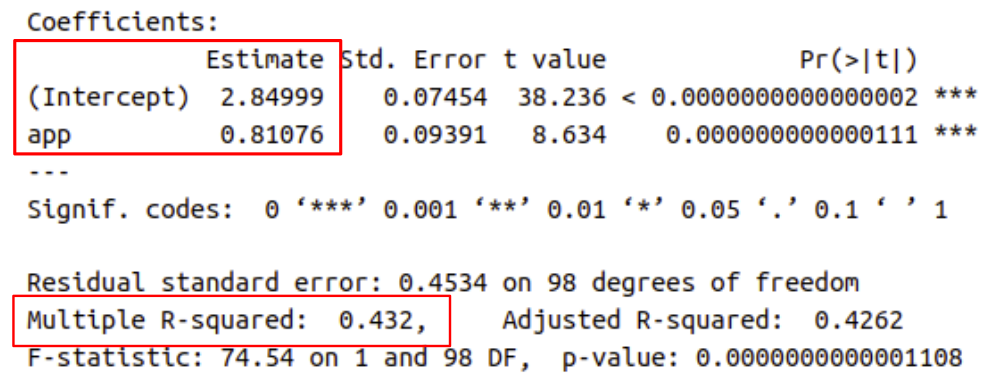 Coefficients:
Estimate Std. Error t value Pr(>|t|)
(Intercept) 2.84999 0.07454 38.236 < 0.0000000000000002 ***
app 0.81076 0.09391 8.634 0.000000000000111 ***
---
Signif. codes: 0 ‘***’ 0.001 ‘**’ 0.01 ‘*’ 0.05 ‘.’ 0.1 ‘ ’ 1
Residual standard error: 0.4534 on 98 degrees of freedom
Multiple R-squared: 0.432, Adjusted R-squared: 0.4262
F-statistic: 74.54 on 1 and 98 DF, p-value: 0.0000000000001108